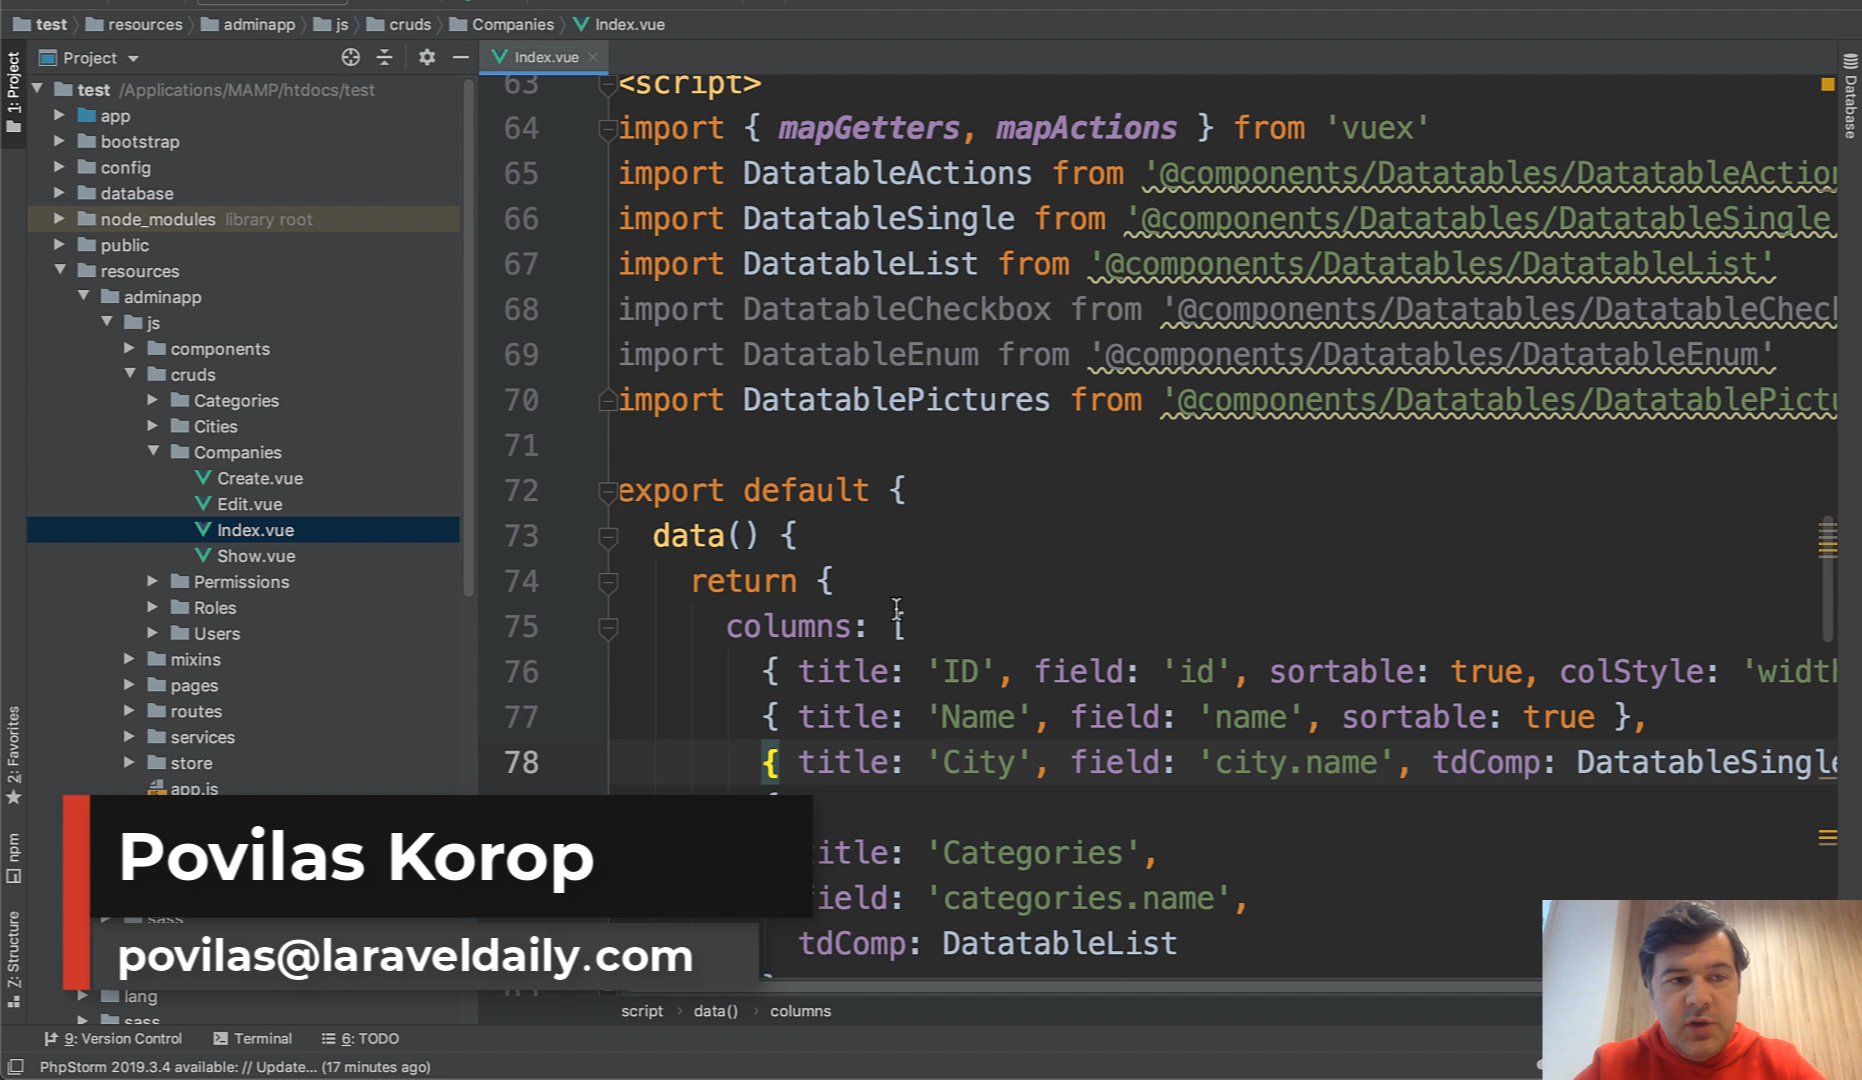 test resources adminapp js cruds Companies Index.vue
Project
Index.vue
1: Project
Database
test /Applications/MAMP/htdocs/test
app
bootstrap
config
database
node_modules library root
public
resources
adminapp
js
components
cruds
Categories
Cities
Companies
Create.vue
Edit.vue
Index.vue
Show.vue
Permissions
Roles
Users
mixins
pages
routes
services
store
app.js
sass
lang
sass
2: Favorites
npm
Z: Structure
63 <script>
64 import { mapGetters, mapActions } from 'vuex'
65 import DatatableActions from '@components/Datatables/DatatableAction
66 import DatatableSingle from '@components/Datatables/DatatableSingle
67 import DatatableList from '@components/Datatables/DatatableList'
68 import DatatableCheckbox from '@components/Datatables/DatatableChec
69 import DatatableEnum from '@components/Datatables/DatatableEnum'
70 import DatatablePictures from '@components/Datatables/DatatablePict
71
72 export default {
73 data() {
74 return {
75 columns: [
76 { title: 'ID', field: 'id', sortable: true, colStyle: 'width
77 { title: 'Name', field: 'name', sortable: true },
78 { title: 'City', field: 'city.name', tdComp: DatatableSingle
{
itle: 'Categories',
ield: 'categories.name',
tdComp: DatatableList
Povilas Korop
povilas@laraveldaily.com
script › data() › columns
9: Version Control Terminal 6: TODO
PhpStorm 2019.3.4 available: // Update... (17 minutes ago)